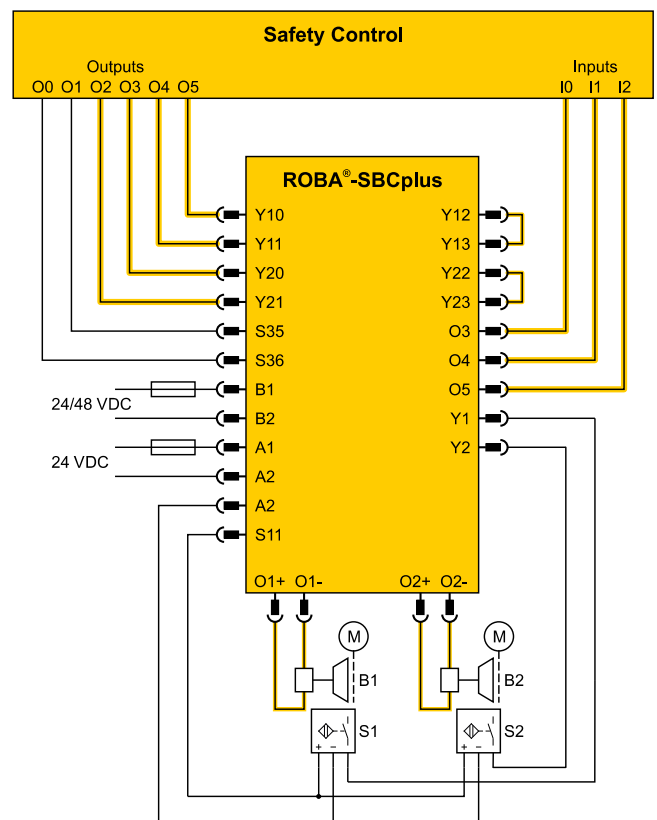 Safety Control
Outputs Inputs
O0 O1 O2 O3 O4 O5 I0 I1 I2
ROBA®-SBCplus
Y10 Y12
Y11 Y13
Y20 Y22
Y21 Y23
S35 O3
S36 O4
B1 O5
24/48 VDC
B2 Y1
A1 Y2
24 VDC
A2
A2
S11
O1+ O1- O2+ O2-
M M
B1 B2
S1 S2
+ − + −